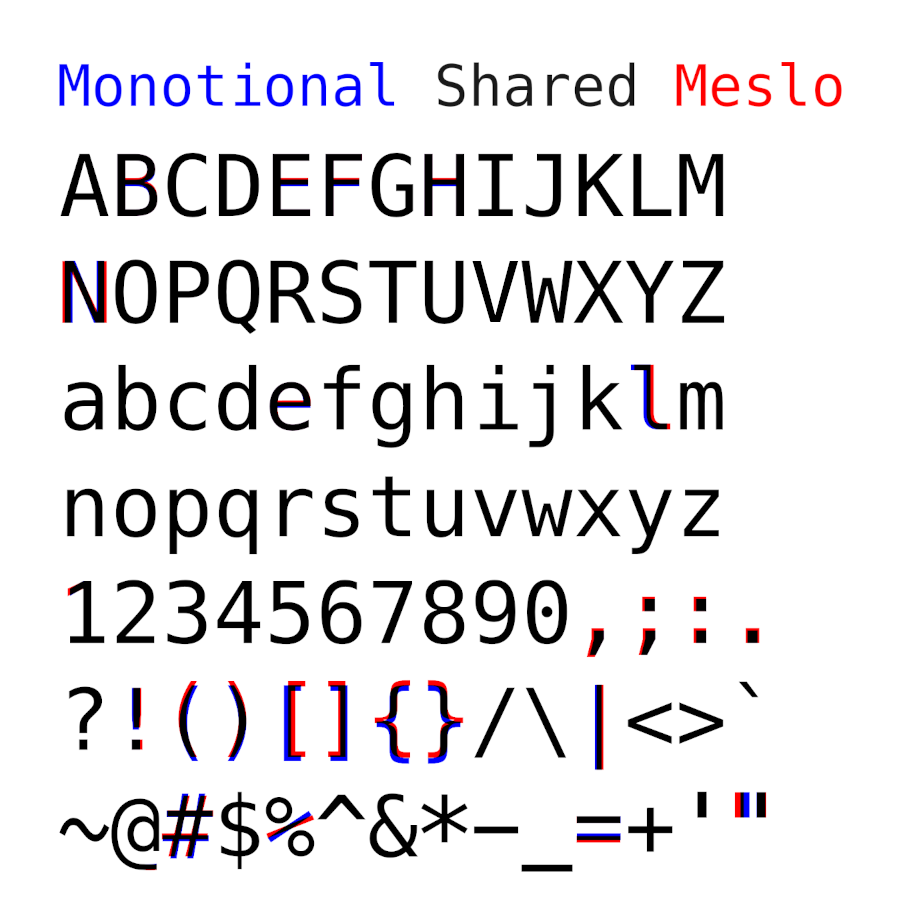 Monotional Shared Meslo
ABCDEFGHIJKLM
NOPQRSTUVWXYZ
abcdefghijklm
nopqrstuvwxyz
1234567890,;:.
?!()[]{}/\|<>`
~@#$%^&*−_=+'"